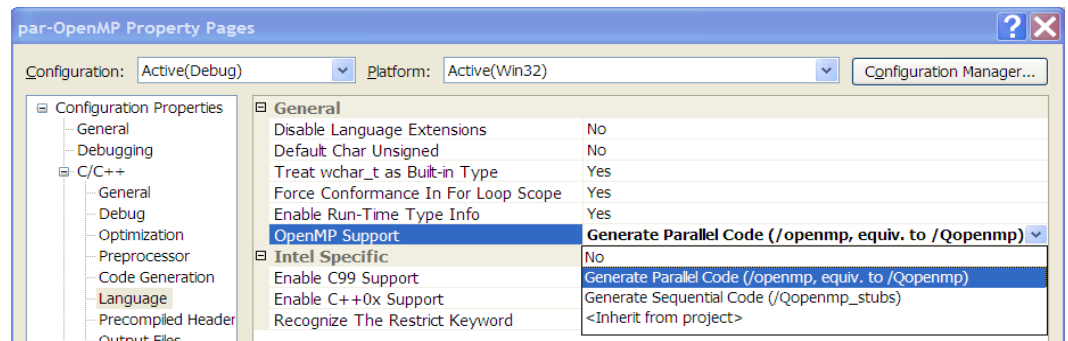 par-OpenMP Property Pages
Configuration: Active(Debug) Platform: Active(Win32) Configuration Manager...
Configuration Properties
General
Debugging
C/C++
General
Debug
Optimization
Preprocessor
Code Generation
Language
Precompiled Header
Output Files
General
Disable Language Extensions No
Default Char Unsigned No
Treat wchar_t as Built-in Type Yes
Force Conformance In For Loop Scope Yes
Enable Run-Time Type Info Yes
OpenMP Support Generate Parallel Code (/openmp, equiv. to /Qopenmp)
Intel Specific
Enable C99 Support
Enable C++0x Support
Recognize The Restrict Keyword
No
Generate Parallel Code (/openmp, equiv. to /Qopenmp)
Generate Sequential Code (/Qopenmp_stubs)
<Inherit from project>